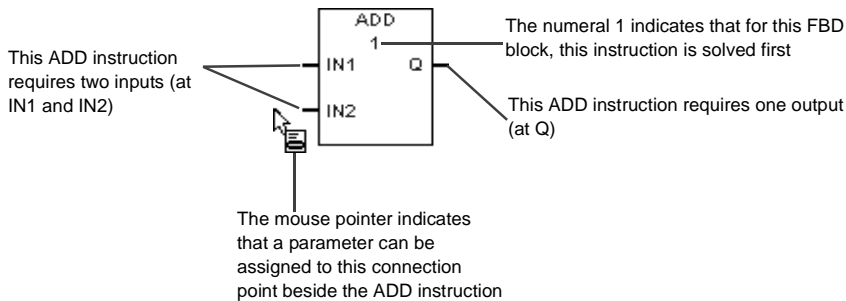 ADD
1
IN1
Q
IN2
This ADD instruction
requires two inputs (at
IN1 and IN2)
The numeral 1 indicates that for this FBD
block, this instruction is solved first
This ADD instruction requires one output
(at Q)
The mouse pointer indicates
that a parameter can be
assigned to this connection
point beside the ADD instruction